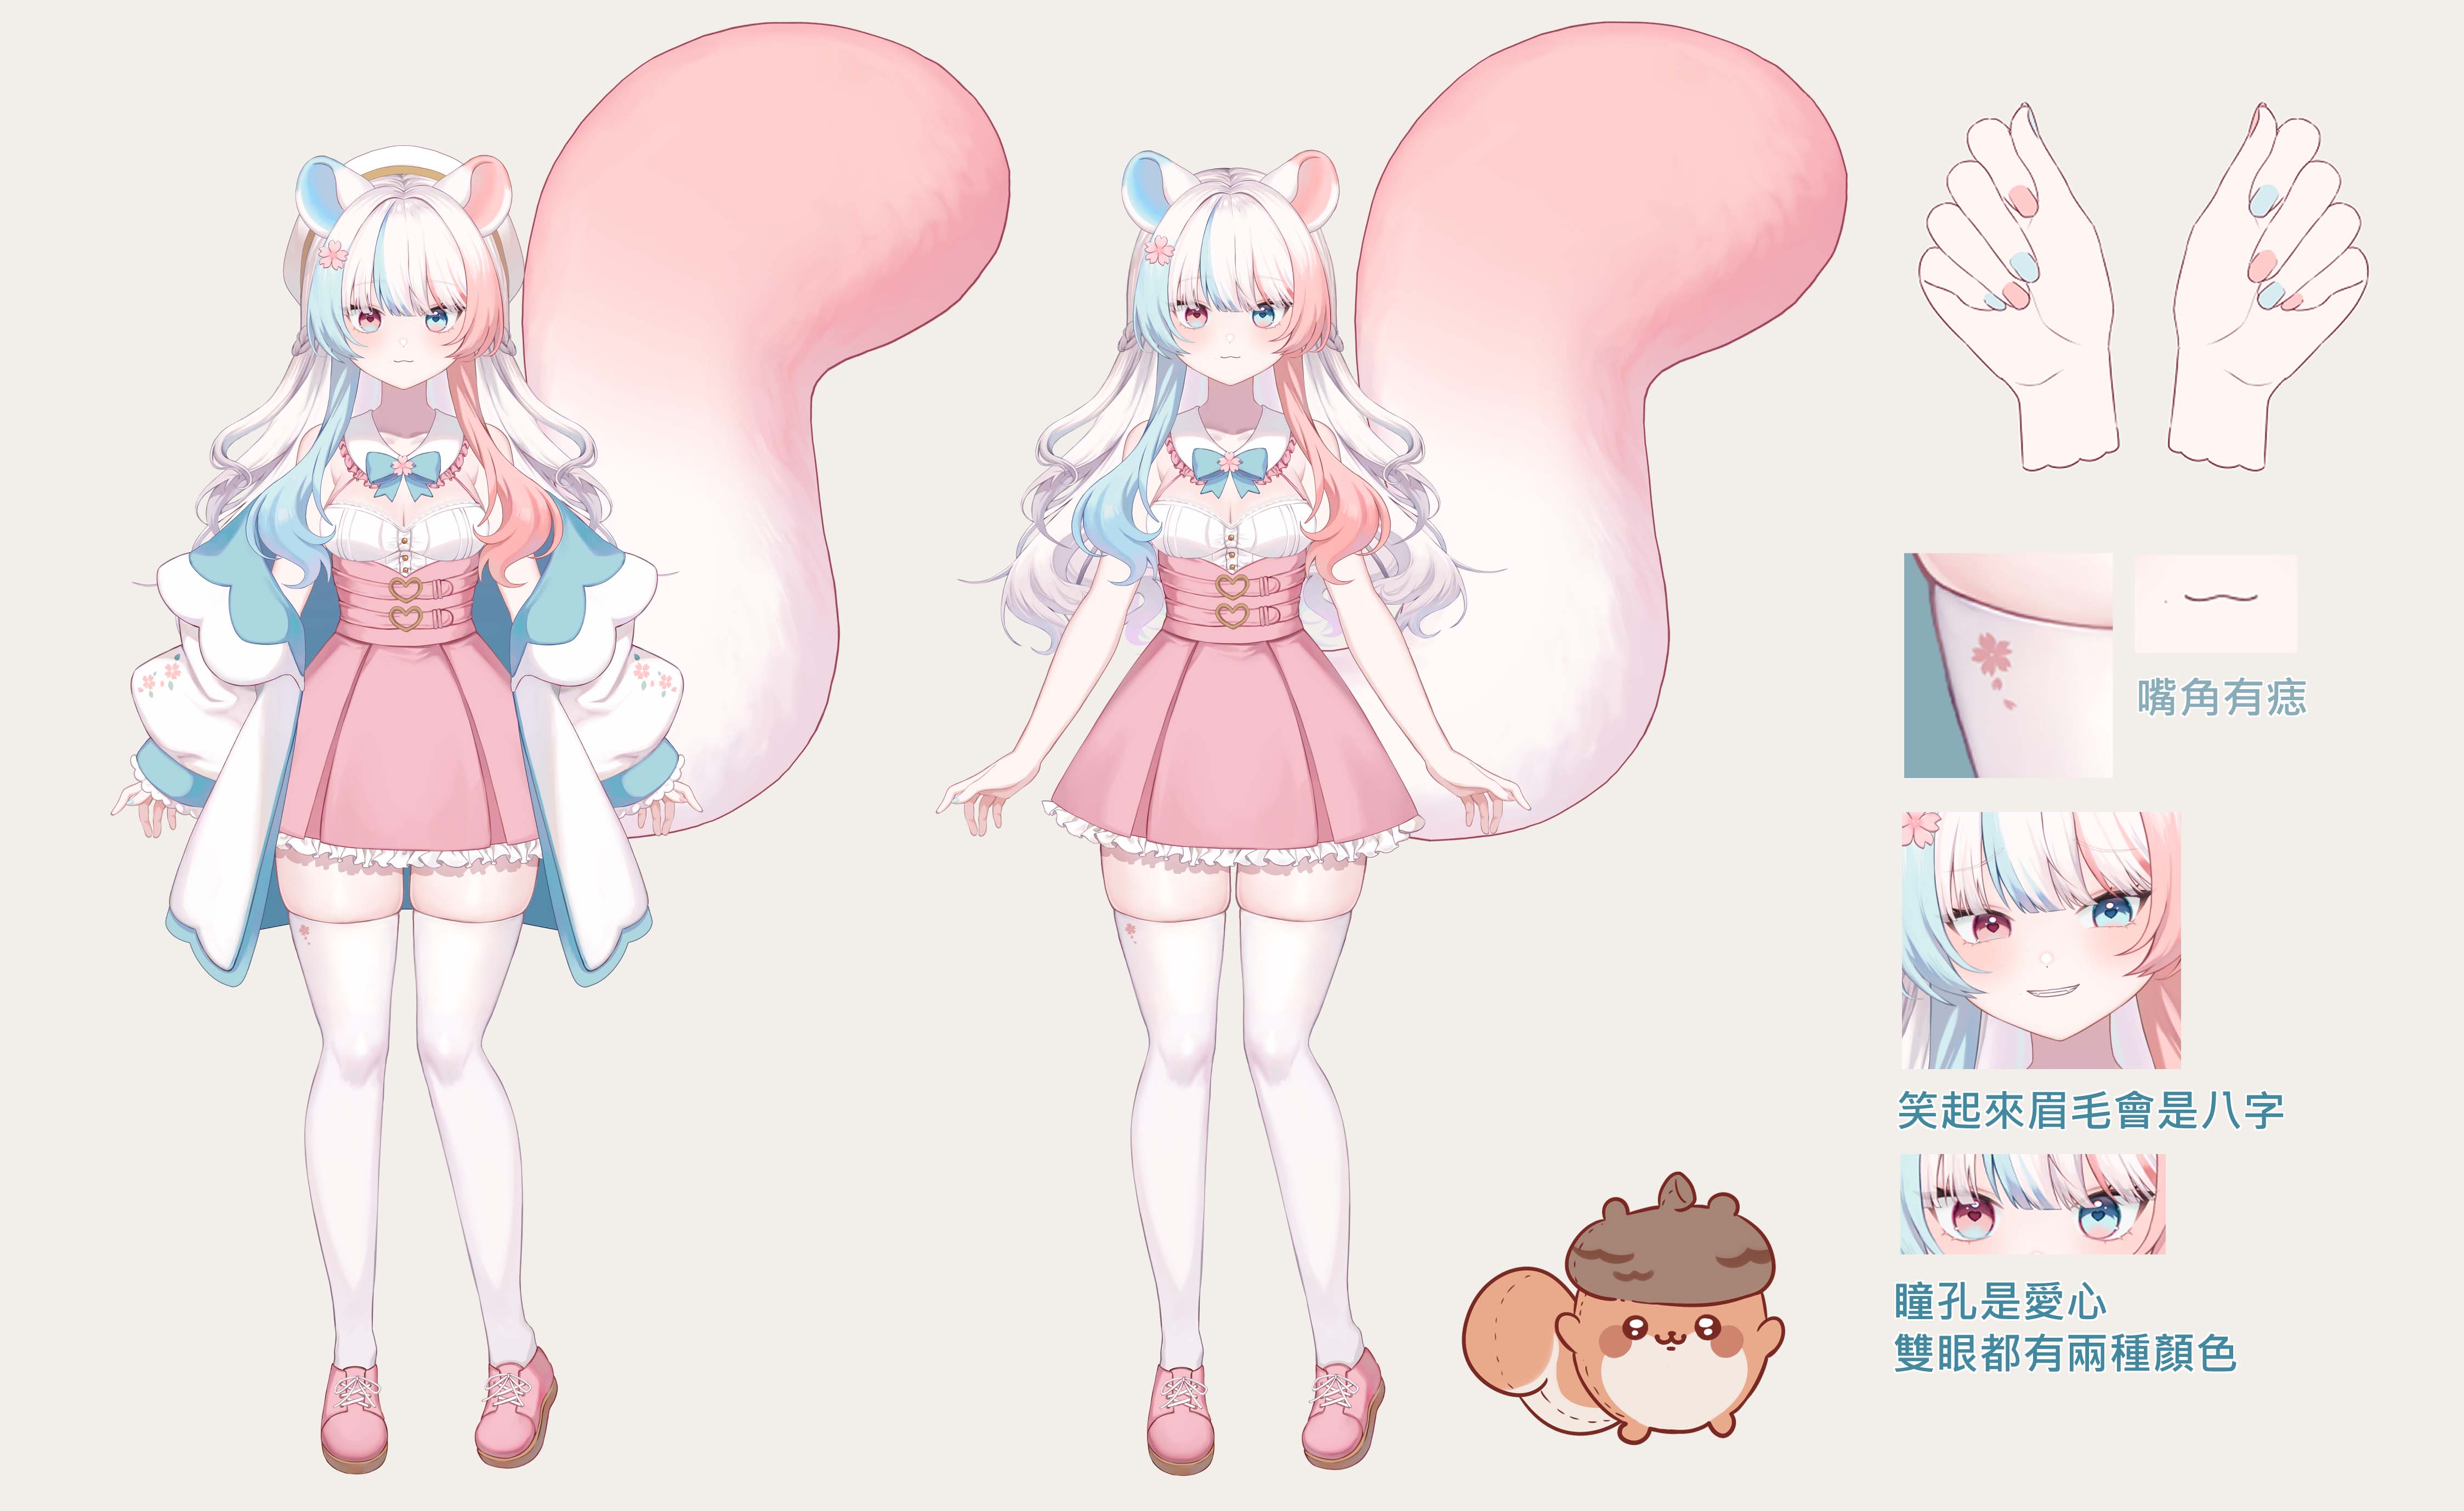 嘴角有痣
笑起來眉毛會是八字
瞳孔是愛心
雙眼都有兩種顏色